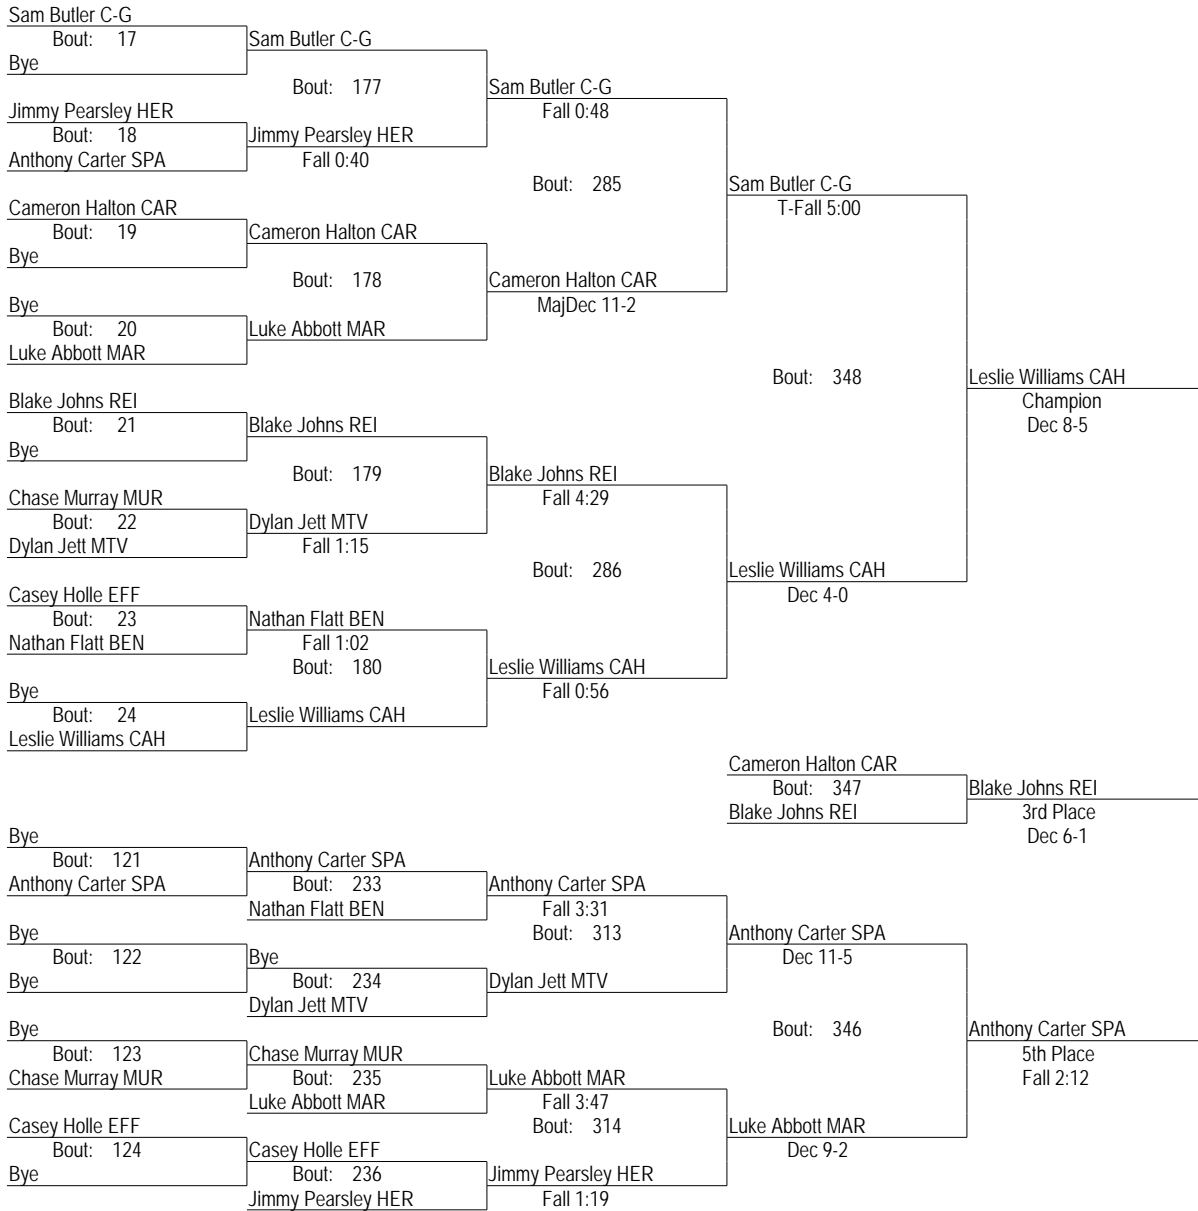 Sam Butler C-G
Bout: 17
Sam Butler C-G
Bye
Bout: 177
Sam Butler C-G
Jimmy Pearsley HER
Fall 0:48
Bout: 18
Jimmy Pearsley HER
Anthony Carter SPA
Fall 0:40
Bout: 285
Sam Butler C-G
Cameron Halton CAR
T-Fall 5:00
Bout: 19
Cameron Halton CAR
Bye
Bout: 178
Cameron Halton CAR
Bye
MajDec 11-2
Bout: 20
Luke Abbott MAR
Luke Abbott MAR
Bout: 348
Leslie Williams CAH
Blake Johns REI
Champion
Bout: 21
Blake Johns REI
Dec 8-5
Bye
Bout: 179
Blake Johns REI
Chase Murray MUR
Fall 4:29
Bout: 22
Dylan Jett MTV
Dylan Jett MTV
Fall 1:15
Bout: 286
Leslie Williams CAH
Casey Holle EFF
Dec 4-0
Bout: 23
Nathan Flatt BEN
Nathan Flatt BEN
Fall 1:02
Bout: 180
Leslie Williams CAH
Bye
Fall 0:56
Bout: 24
Leslie Williams CAH
Leslie Williams CAH
Cameron Halton CAR
Bout: 347
Blake Johns REI
Blake Johns REI
3rd Place
Dec 6-1
Bye
Bout: 121
Anthony Carter SPA
Anthony Carter SPA
Bout: 233
Anthony Carter SPA
Nathan Flatt BEN
Fall 3:31
Bye
Bout: 313
Anthony Carter SPA
Bout: 122
Bye
Dec 11-5
Bye
Bout: 234
Dylan Jett MTV
Dylan Jett MTV
Bye
Bout: 346
Anthony Carter SPA
Bout: 123
Chase Murray MUR
5th Place
Chase Murray MUR
Bout: 235
Luke Abbott MAR
Fall 2:12
Luke Abbott MAR
Fall 3:47
Casey Holle EFF
Bout: 314
Luke Abbott MAR
Bout: 124
Casey Holle EFF
Dec 9-2
Bye
Bout: 236
Jimmy Pearsley HER
Jimmy Pearsley HER
Fall 1:19